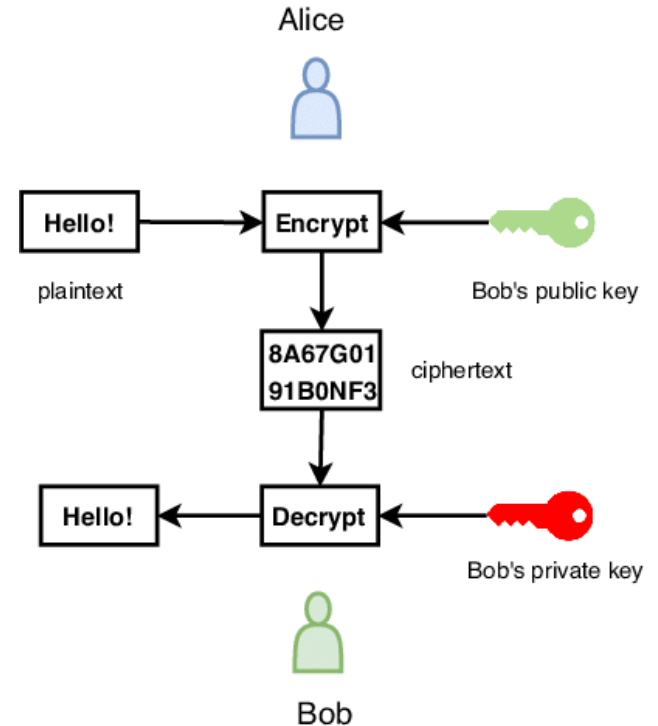 Alice
Hello!
Encrypt
plaintext
Bob's public key
8A67G01
91B0NF3
ciphertext
Hello!
Decrypt
Bob's private key
Bob